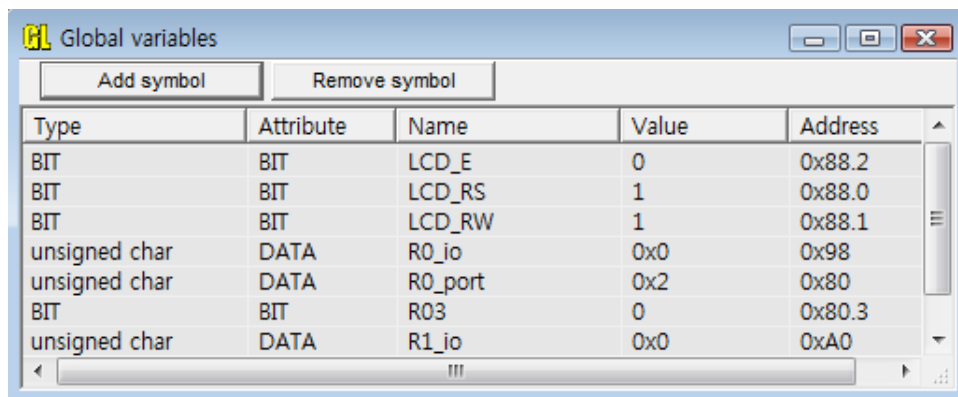 GL Global variables
Add symbol Remove symbol
Type Attribute Name Value Address
BIT BIT LCD_E 0 0x88.2
BIT BIT LCD_RS 1 0x88.0
BIT BIT LCD_RW 1 0x88.1
unsigned char DATA R0_io 0x0 0x98
unsigned char DATA R0_port 0x2 0x80
BIT BIT R03 0 0x80.3
unsigned char DATA R1_io 0x0 0xA0